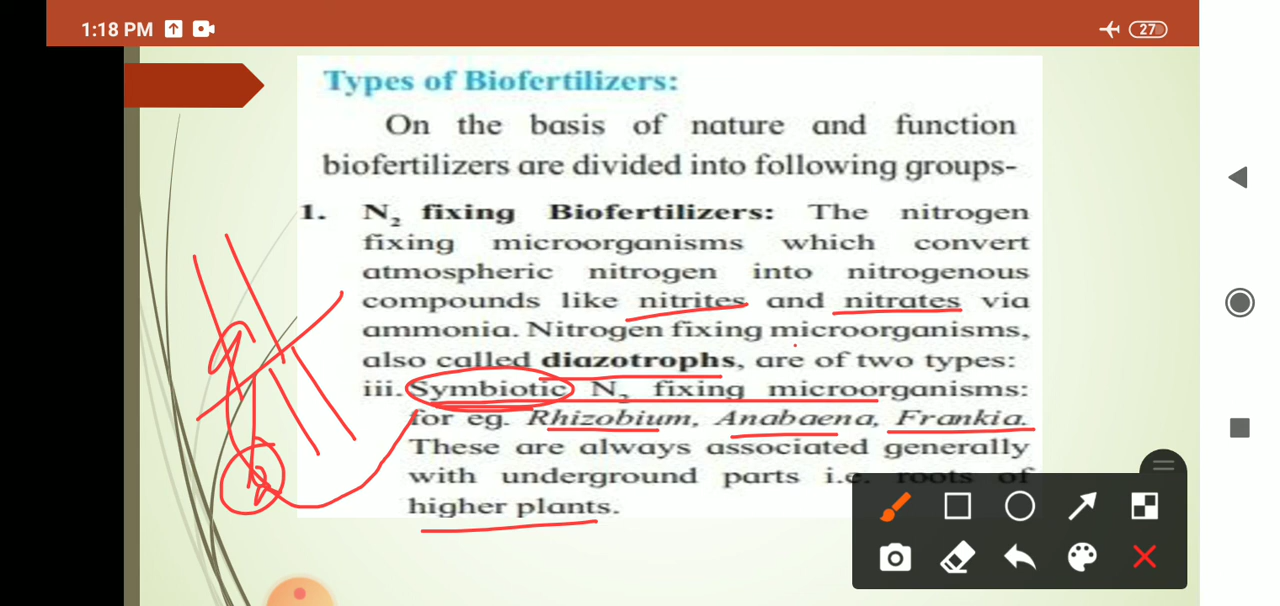 1:18 PM
27
Types of Biofertilizers:
On the basis of nature and function
biofertilizers are divided into following groups-
1. N₂ fixing Biofertilizers: The nitrogen
fixing microorganisms which convert
atmospheric nitrogen into nitrogenous
compounds like nitrites and nitrates via
ammonia. Nitrogen fixing microorganisms,
also called diazotrophs, are of two types:
iii. Symbiotic N₂ fixing microorganisms:
for eg. Rhizobium, Anabaena, Frankia.
These are always associated generally
with underground parts i.e. roots of
higher plants.